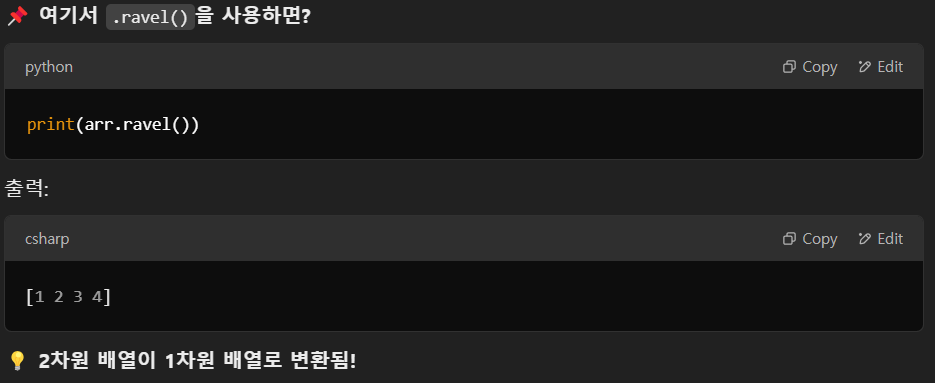 📌 여기서 .ravel()을 사용하면?
python Copy Edit
print(arr.ravel())
출력:
csharp Copy Edit
[1 2 3 4]
💡 2차원 배열이 1차원 배열로 변환됨!